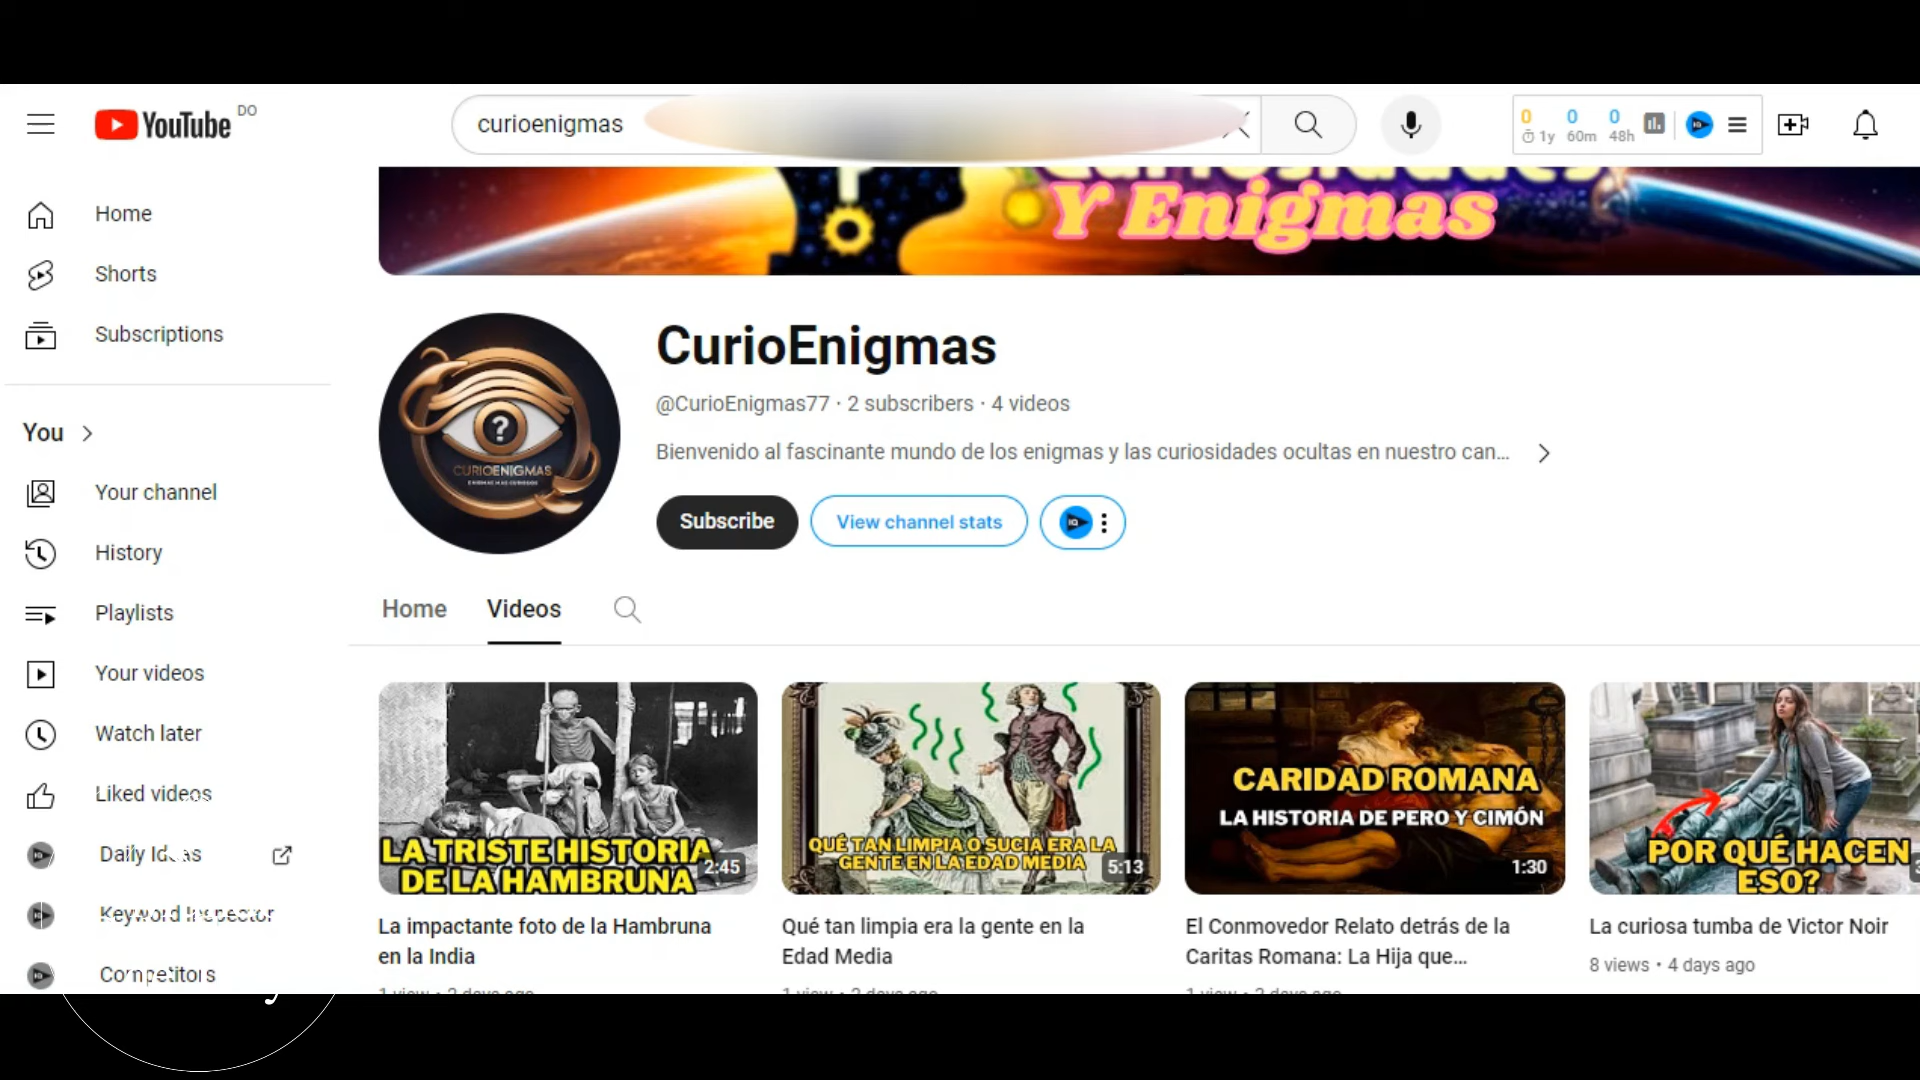 YouTube DO
curioenigmas
0 0 0
1y 60m 48h
Y Enigmas
Home
Shorts
Subscriptions
You
Your channel
History
Playlists
Your videos
Watch later
Liked videos
Daily Ideas
Keyword Inspector
Competitors
CURIOENIGMAS
CurioEnigmas
@CurioEnigmas77 · 2 subscribers · 4 videos
Bienvenido al fascinante mundo de los enigmas y las curiosidades ocultas en nuestro can...
Subscribe
View channel stats
Home Videos
LA TRISTE HISTORIA
DE LA HAMBRUNA
2:45
La impactante foto de la Hambruna
en la India
QUÉ TAN LIMPIA O SUCIA ERA LA
GENTE EN LA EDAD MEDIA
5:13
Qué tan limpia era la gente en la
Edad Media
CARIDAD ROMANA
LA HISTORIA DE PERO Y CIMÓN
1:30
El Conmovedor Relato detrás de la
Caritas Romana: La Hija que...
POR QUÉ HACEN
ESO?
La curiosa tumba de Victor Noir
8 views • 4 days ago